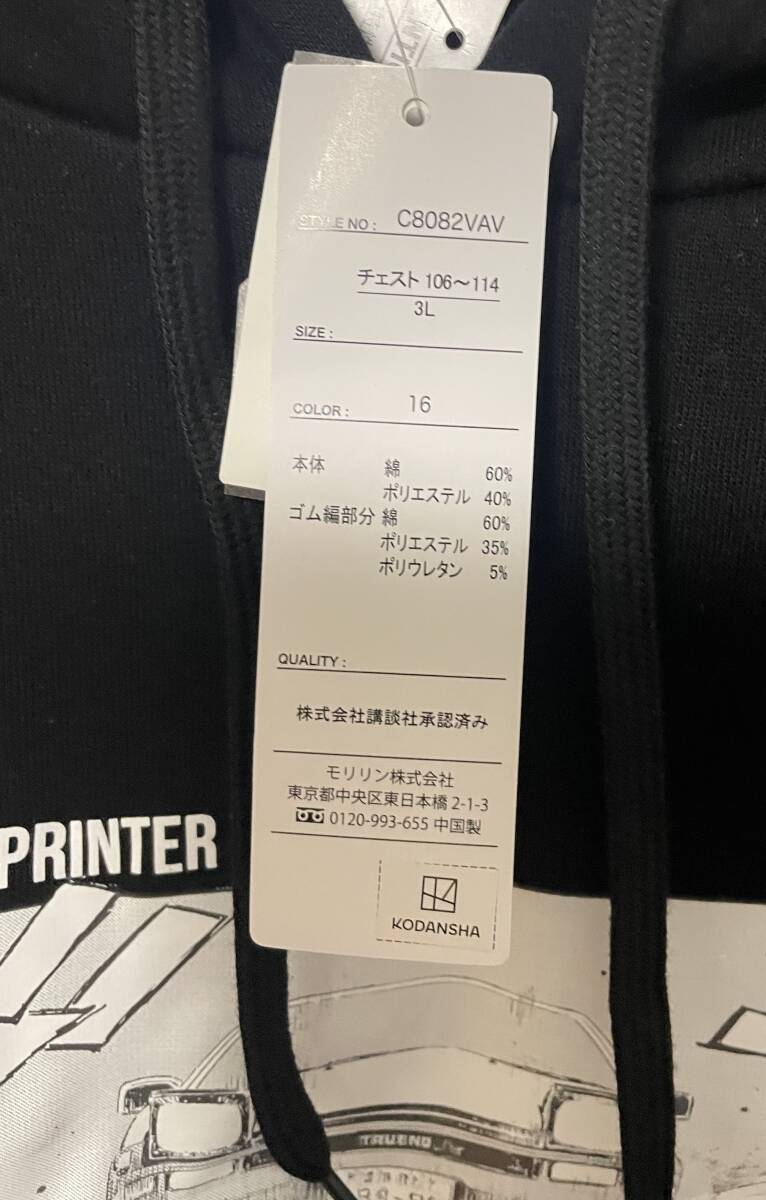 STYLE NO : C8082VAV
チェスト 106～114
3L
SIZE :
COLOR : 16
本体 綿 60%
ポリエステル 40%
ゴム編部分 綿 60%
ポリエステル 35%
ポリウレタン 5%
QUALITY :
株式会社講談社承認済み
モリリン株式会社
東京都中央区東日本橋 2-1-3
0120-993-655 中国製
KODANSHA
PRINTER
TRUENO